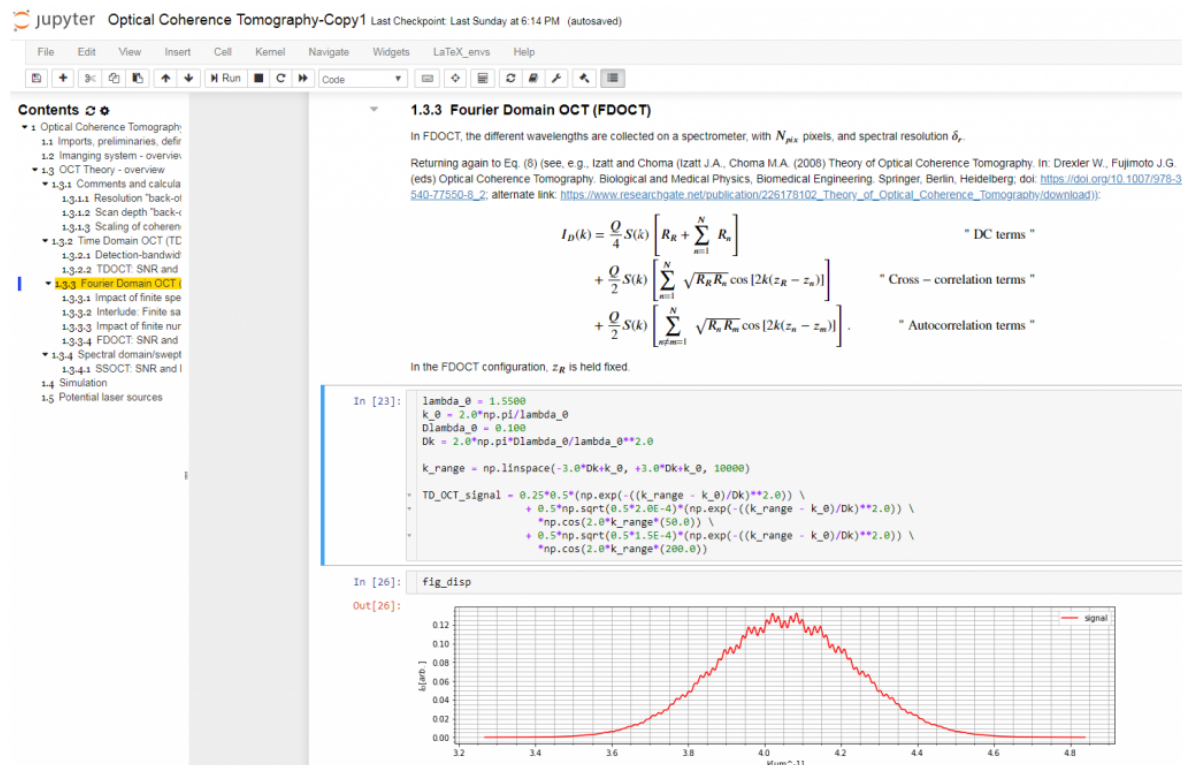 jupyter Optical Coherence Tomography-Copy1 Last Checkpoint: Last Sunday at 6:14 PM (autosaved)
File Edit View Insert Cell Kernel Navigate Widgets LaTeX_envs Help
Run Code
Contents
1 Optical Coherence Tomography
1.1 Imports, preliminaries, defir
1.2 Imanging system - overview
1.3 OCT Theory - overview
1.3.1 Comments and calcula
1.3.1.1 Resolution "back-of
1.3.1.2 Scan depth "back-o
1.3.1.3 Scaling of coheren
1.3.2 Time Domain OCT (TD
1.3.2.1 Detection-bandwid
1.3.2.2 TDOCT: SNR and
1.3.3 Fourier Domain OCT (
1.3.3.1 Impact of finite spe
1.3.3.2 Interlude: Finite sa
1.3.3.3 Impact of finite nur
1.3.3.4 FDOCT: SNR and
1.3.4 Spectral domain/swept
1.3.4.1 SSOCT: SNR and
1.4 Simulation
1.5 Potential laser sources
1.3.3 Fourier Domain OCT (FDOCT)
In FDOCT, the different wavelengths are collected on a spectrometer, with N_pix pixels, and spectral resolution δ_r.
Returning again to Eq. (8) (see, e.g., Izatt and Choma (Izatt J.A., Choma M.A. (2008) Theory of Optical Coherence Tomography. In: Drexler W., Fujimoto J.G.
(eds) Optical Coherence Tomography. Biological and Medical Physics, Biomedical Engineering. Springer, Berlin, Heidelberg; doi: https://doi.org/10.1007/978-3
540-77550-8_2; alternate link: https://www.researchgate.net/publication/226178102_Theory_of_Optical_Coherence_Tomography/download)):
I_D(k) = Q/4 S(k) [R_R + ∑_{n=1}^{N} R_n] " DC terms "
+ Q/2 S(k) [∑_{n=1}^{N} √(R_R R_n) cos [2k(z_R − z_n)]] " Cross − correlation terms "
+ Q/2 S(k) [∑_{n≠m=1}^{N} √(R_n R_m) cos [2k(z_n − z_m)]] . " Autocorrelation terms "
In the FDOCT configuration, z_R is held fixed.
In [23]:
lambda_0 = 1.5500
k_0 = 2.0*np.pi/lambda_0
Dlambda_0 = 0.100
Dk = 2.0*np.pi*Dlambda_0/lambda_0**2.0
k_range = np.linspace(-3.0*Dk+k_0, +3.0*Dk+k_0, 10000)
TD_OCT_signal = 0.25*0.5*(np.exp(-((k_range - k_0)/Dk)**2.0)) \
+ 0.5*np.sqrt(0.5*2.0E-4)*(np.exp(-((k_range - k_0)/Dk)**2.0)) \
*np.cos(2.0*k_range*(50.0)) \
+ 0.5*np.sqrt(0.5*1.5E-4)*(np.exp(-((k_range - k_0)/Dk)**2.0)) \
*np.cos(2.0*k_range*(200.0))
In [26]: fig_disp
Out[26]:
signal
0.12
0.10
0.08
0.06
0.04
0.02
0.00
3.2 3.4 3.6 3.8 4.0 4.2 4.4 4.6 4.8